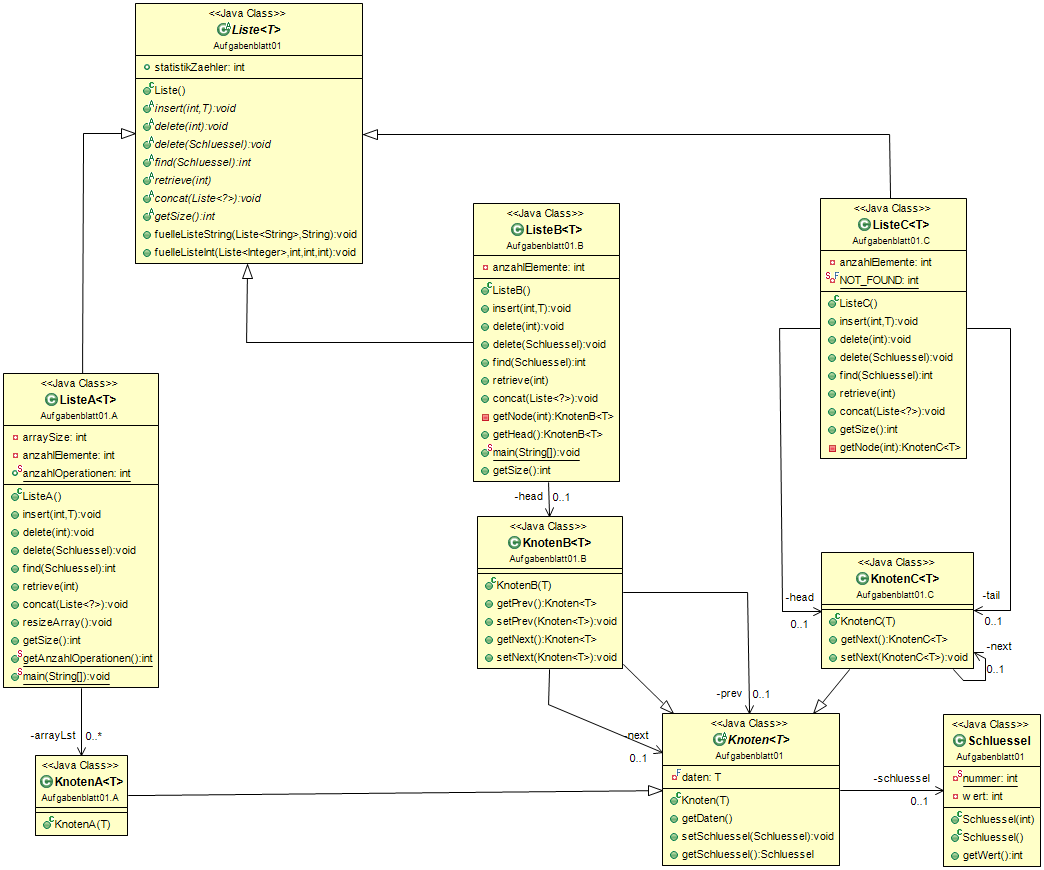 <<Java Class>>
Liste<T>
Aufgabenblatt01
statistikZaehler: int
Liste()
insert(int,T):void
delete(int):void
delete(Schluessel):void
find(Schluessel):int
retrieve(int)
concat(Liste<?>):void
getSize():int
fuelleListeString(Liste<String>,String):void
fuelleListeInt(Liste<Integer>,int,int,int):void
<<Java Class>>
ListeB<T>
Aufgabenblatt01.B
anzahlElemente: int
ListeB()
insert(int,T):void
delete(int):void
delete(Schluessel):void
find(Schluessel):int
retrieve(int)
concat(Liste<?>):void
getNode(int):KnotenB<T>
getHead():KnotenB<T>
main(String[]):void
getSize():int
<<Java Class>>
ListeC<T>
Aufgabenblatt01.C
anzahlElemente: int
NOT_FOUND: int
ListeC()
insert(int,T):void
delete(int):void
delete(Schluessel):void
find(Schluessel):int
retrieve(int)
concat(Liste<?>):void
getSize():int
getNode(int):KnotenC<T>
<<Java Class>>
ListeA<T>
Aufgabenblatt01.A
arraySize: int
anzahlElemente: int
anzahlOperationen: int
ListeA()
insert(int,T):void
delete(int):void
delete(Schluessel):void
find(Schluessel):int
retrieve(int)
concat(Liste<?>):void
resizeArray():void
getSize():int
getAnzahlOperationen():int
main(String[]):void
-head 0..1
<<Java Class>>
KnotenB<T>
Aufgabenblatt01.B
KnotenB(T)
getPrev():Knoten<T>
setPrev(Knoten<T>):void
getNext():Knoten<T>
setNext(Knoten<T>):void
<<Java Class>>
KnotenC<T>
Aufgabenblatt01.C
KnotenC(T)
getNext():KnotenC<T>
setNext(KnotenC<T>):void
-head
0..1
-tail
0..1
-next
0..1
-prev 0..1
-next
0..1
-arrayLst 0..*
<<Java Class>>
KnotenA<T>
Aufgabenblatt01.A
KnotenA(T)
<<Java Class>>
Knoten<T>
Aufgabenblatt01
daten: T
Knoten(T)
getDaten()
setSchluessel(Schluessel):void
getSchluessel():Schluessel
-schluessel
0..1
<<Java Class>>
Schluessel
Aufgabenblatt01
nummer: int
wert: int
Schluessel(int)
Schluessel()
getWert():int